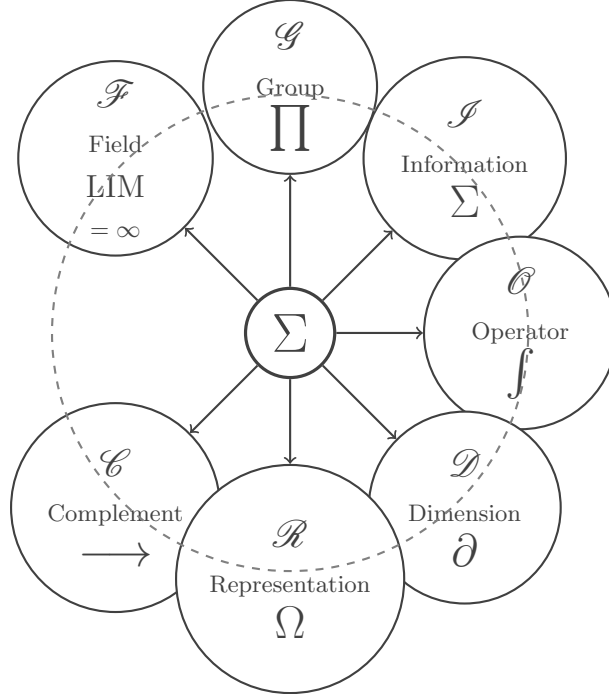 𝒢
Group
∏
ℱ
Field
LIM
= ∞
ℐ
Information
Σ
𝒪
Operator
∫
Σ
𝒞
Complement
⟶
ℛ
Representation
Ω
𝒟
Dimension
∂